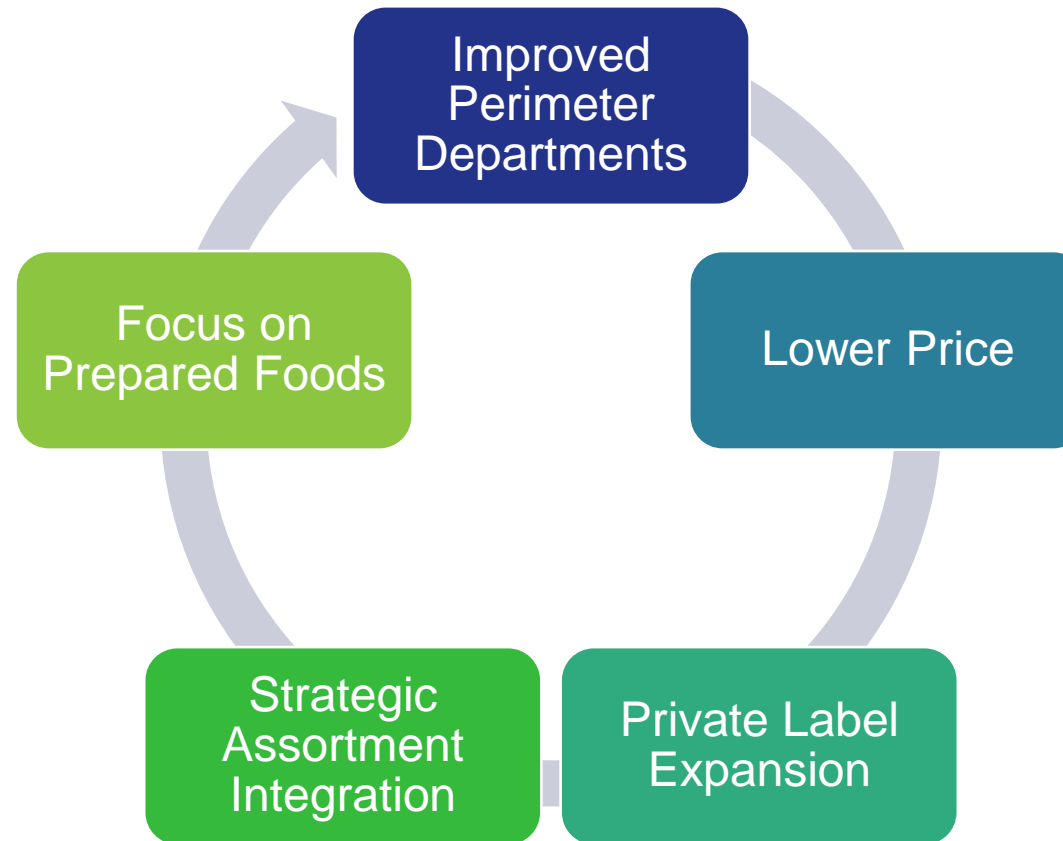 Improved
Perimeter
Departments
Lower Price
Private Label
Expansion
Strategic
Assortment
Integration
Focus on
Prepared Foods